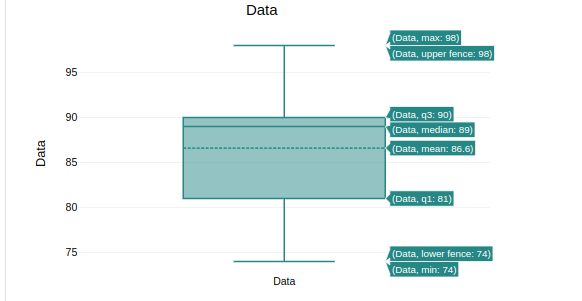 Data
(Data, max: 98)
(Data, upper fence: 98)
95
90
85
80
75
Data
(Data, q3: 90)
(Data, median: 89)
(Data, mean: 86.6)
(Data, q1: 81)
(Data, lower fence: 74)
(Data, min: 74)
Data